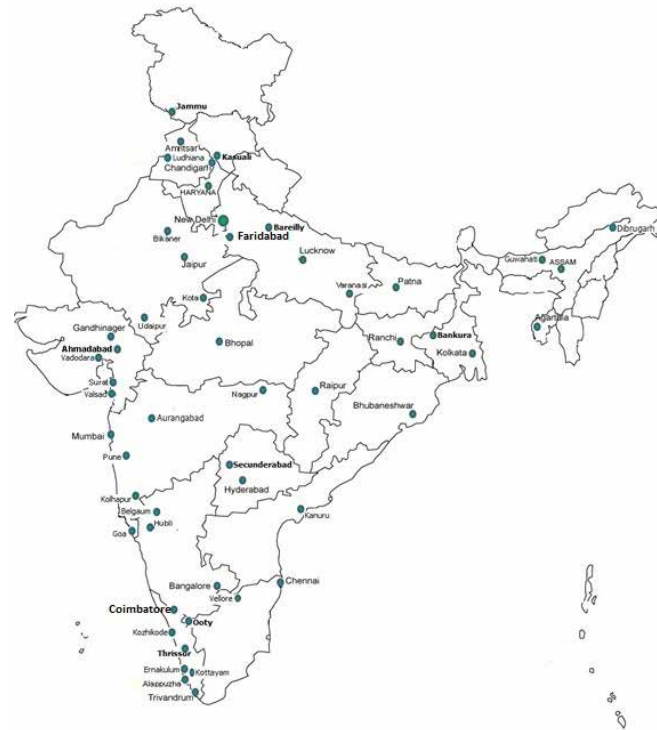 Jammu
Amritsar
Ludhiana
Kasuali
Chandigarh
HARYANA
New Delhi
Bareilly
Faridabad
Bikaner
Dibrugarh
Lucknow
Guwahati
ASSAM
Jaipur
Varanasi
Patna
Kota
Udaipur
Agartala
Gandhinager
Bhopal
Ranchi
Bankura
Ahmadabad
Kolkata
Vadodara
Surat
Nagpur
Raipur
Valsad
Bhubaneshwar
Aurangabad
Mumbai
Pune
Secunderabad
Hyderabad
Kolhapur
Belgaum
Kanuru
Hubli
Goa
Bangalore
Chennai
Vellore
Coimbatore
Ooty
Kozhikode
Thrissur
Ernakulum
Kottayam
Alappuzha
Trivandrum